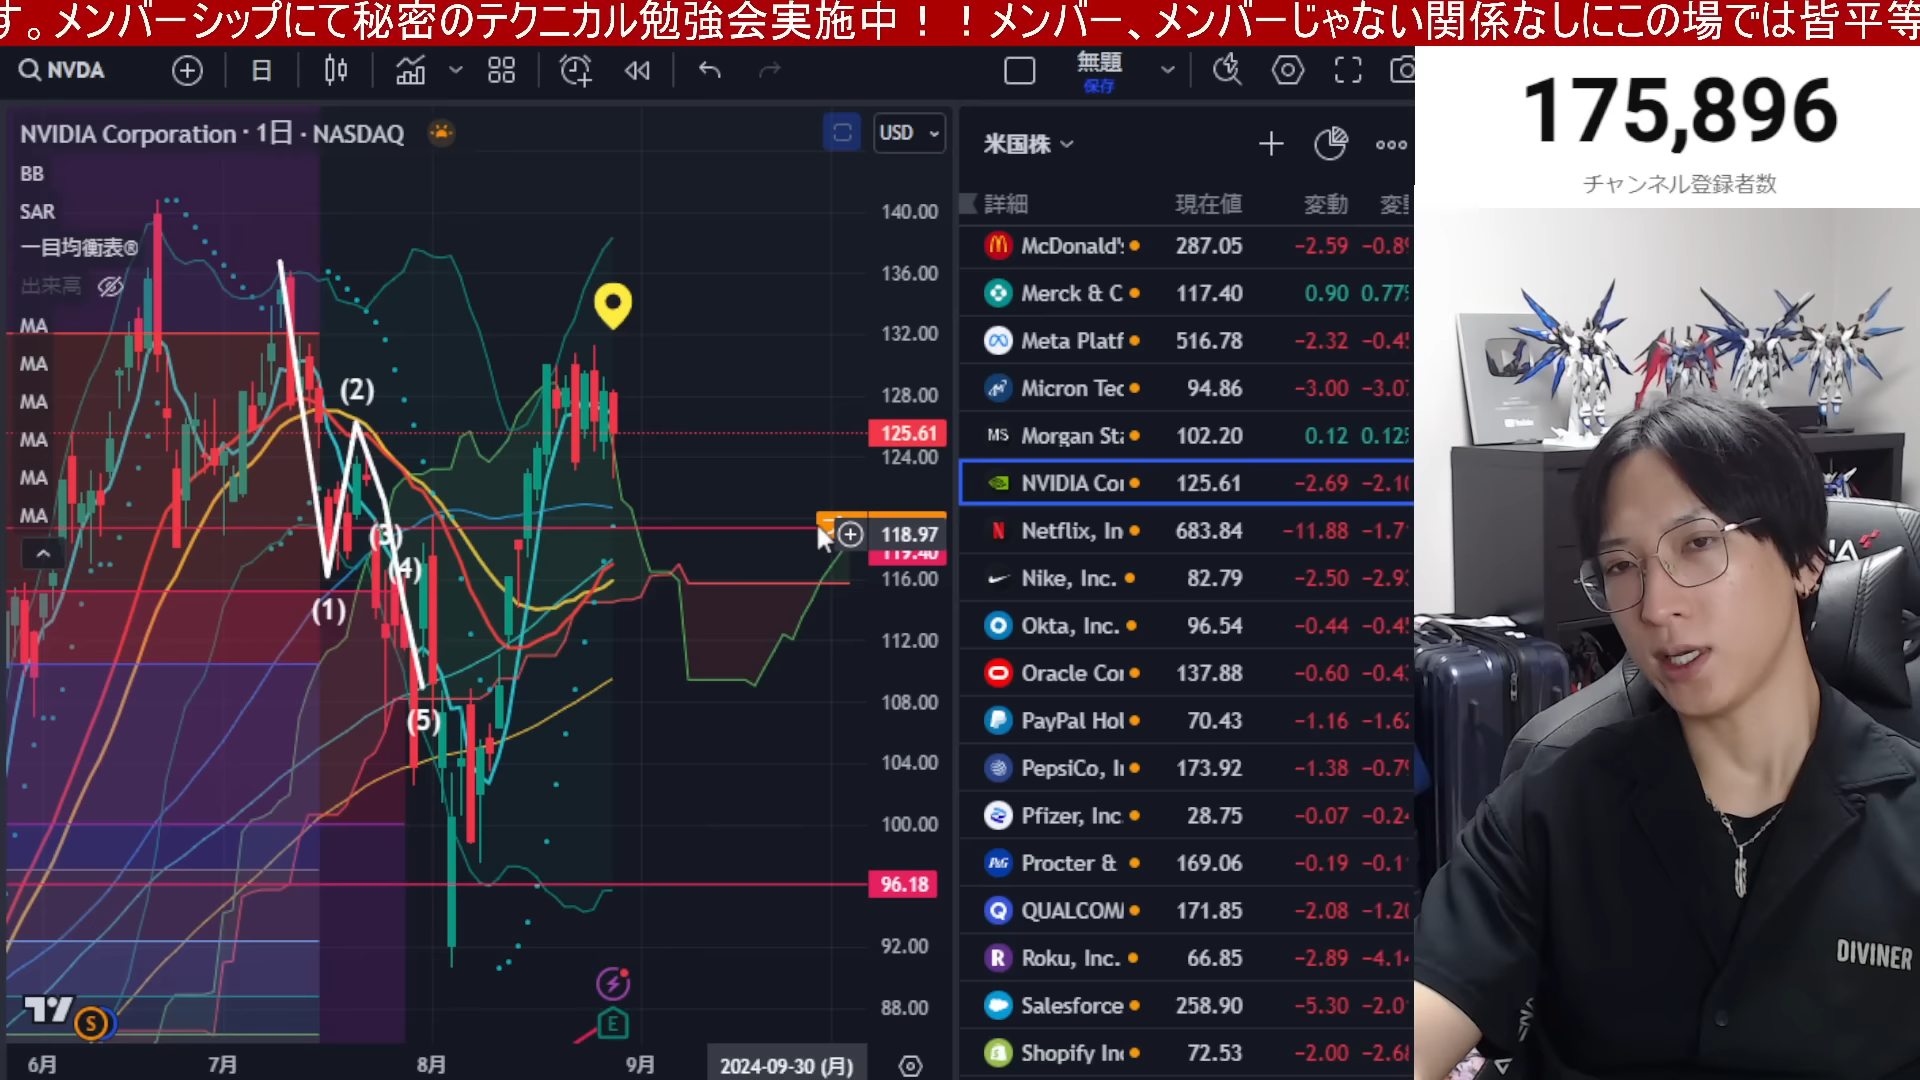 す。メンバーシップにて秘密のテクニカル勉強会実施中！！メンバー、メンバーじゃない関係なしにこの場では皆平等
NVDA
日
無題
保存
175,896
チャンネル登録者数
NVIDIA Corporation · 1日 · NASDAQ
USD
BB
SAR
一目均衡表®
出来高
MA
MA
MA
MA
MA
MA
140.00
136.00
132.00
128.00
125.61
124.00
118.97
119.40
116.00
112.00
108.00
104.00
100.00
96.18
92.00
88.00
(1)
(2)
(3)
(4)
(5)
E
S
6月
7月
8月
9月
2024-09-30 (月)
米国株
詳細 現在値 変動
McDonald's 287.05 −2.59
Merck & C 117.40 0.90 0.77
Meta Platf 516.78 −2.32
Micron Tec 94.86 −3.00
MS Morgan Sta 102.20 0.12
NVIDIA Cor 125.61 −2.69
Netflix, In 683.84 −11.88
Nike, Inc. 82.79 −2.50
Okta, Inc. 96.54 −0.44
Oracle Cor 137.88 −0.60
PayPal Hol 70.43 −1.16
PepsiCo, I 173.92 −1.38
Pfizer, Inc. 28.75 −0.07
P&G Procter & 169.06 −0.19
QUALCOM 171.85 −2.08
Roku, Inc. 66.85 −2.89
Salesforce 258.90 −5.30
Shopify In 72.53 −2.00
DIVINER